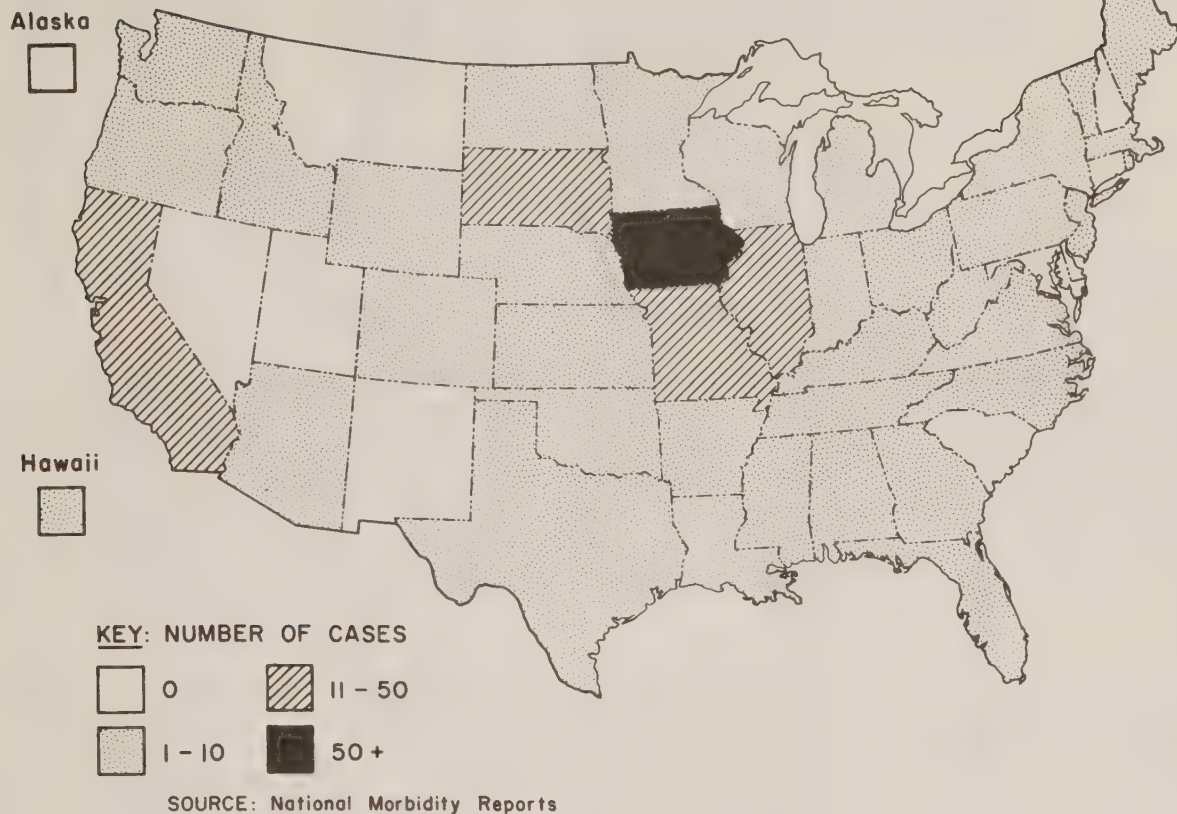 Alaska
Hawaii
KEY: NUMBER OF CASES
0
11 - 50
1 - 10
50 +
SOURCE: National Morbidity Reports